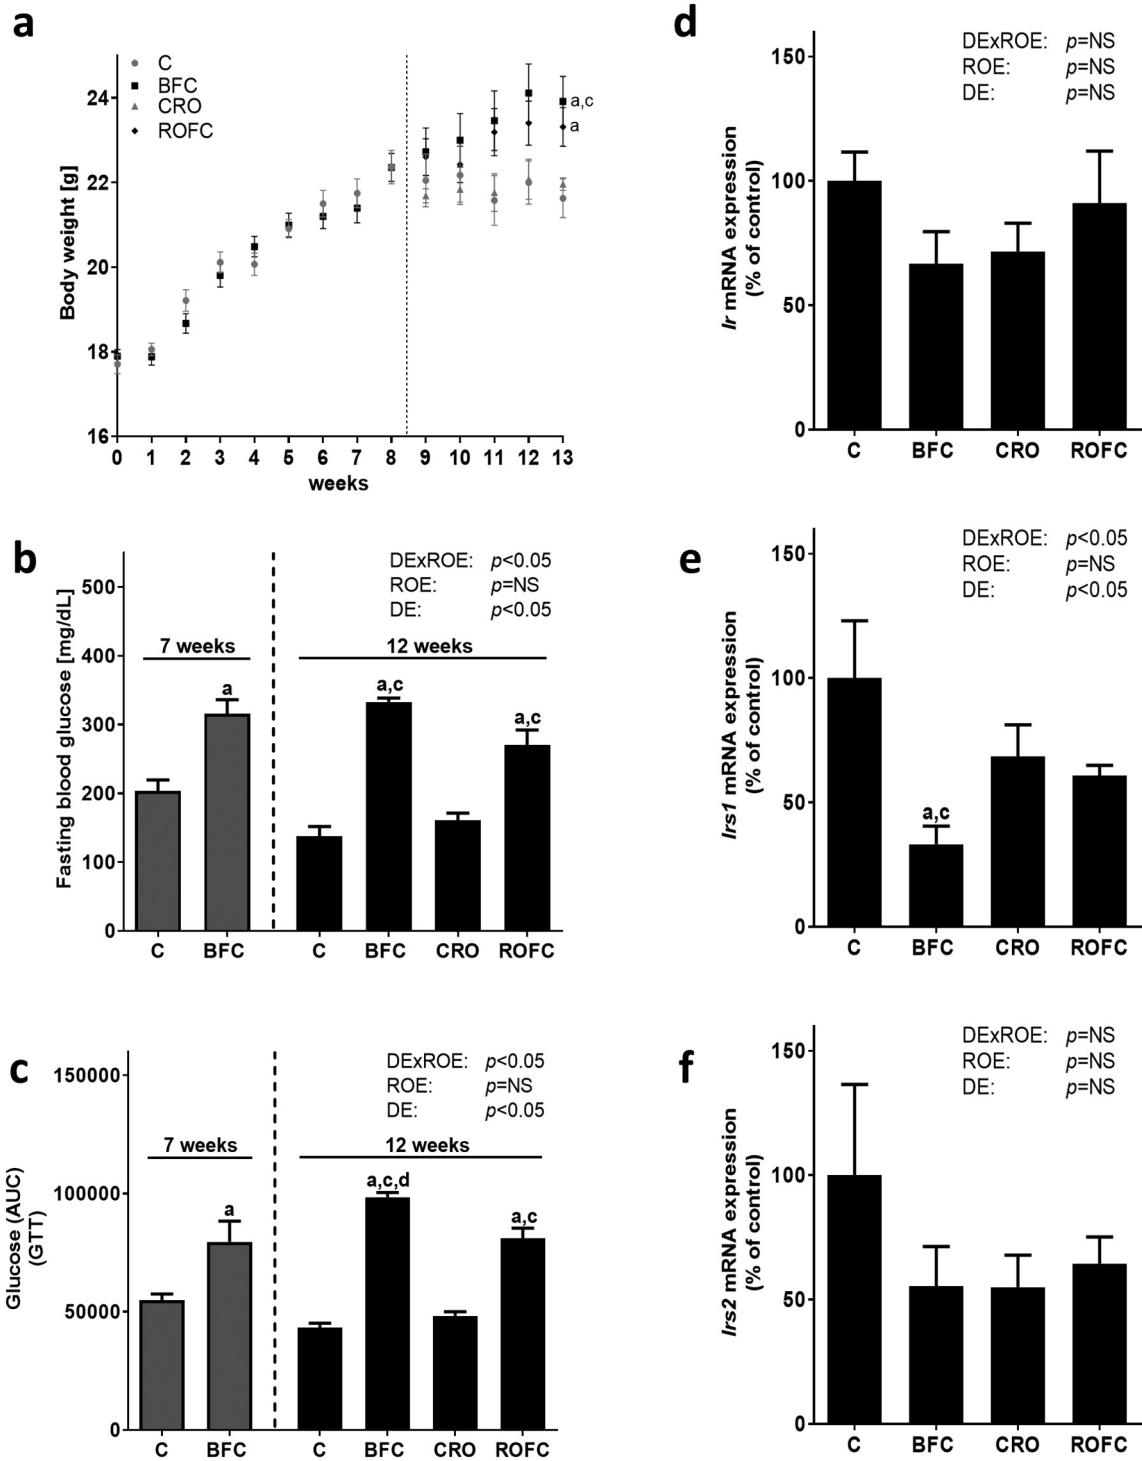 a
C
BFC
CRO
ROFC
Body weight [g]
24
22
20
18
16
a,c
a
0 1 2 3 4 5 6 7 8 9 10 11 12 13
weeks
b
DExROE: p<0.05
ROE: p=NS
DE: p<0.05
7 weeks
12 weeks
Fasting blood glucose [mg/dL]
500
400
300
200
100
0
a
a,c
a,c
C BFC C BFC CRO ROFC
c
DExROE: p<0.05
ROE: p=NS
DE: p<0.05
7 weeks
12 weeks
Glucose (AUC)
(GTT)
150000
100000
50000
0
a
a,c,d
a,c
C BFC C BFC CRO ROFC
d
DExROE: p=NS
ROE: p=NS
DE: p=NS
Ir mRNA expression
(% of control)
150
100
50
0
C BFC CRO ROFC
e
DExROE: p<0.05
ROE: p=NS
DE: p<0.05
Irs1 mRNA expression
(% of control)
150
100
50
0
a,c
C BFC CRO ROFC
f
DExROE: p=NS
ROE: p=NS
DE: p=NS
Irs2 mRNA expression
(% of control)
150
100
50
0
C BFC CRO ROFC